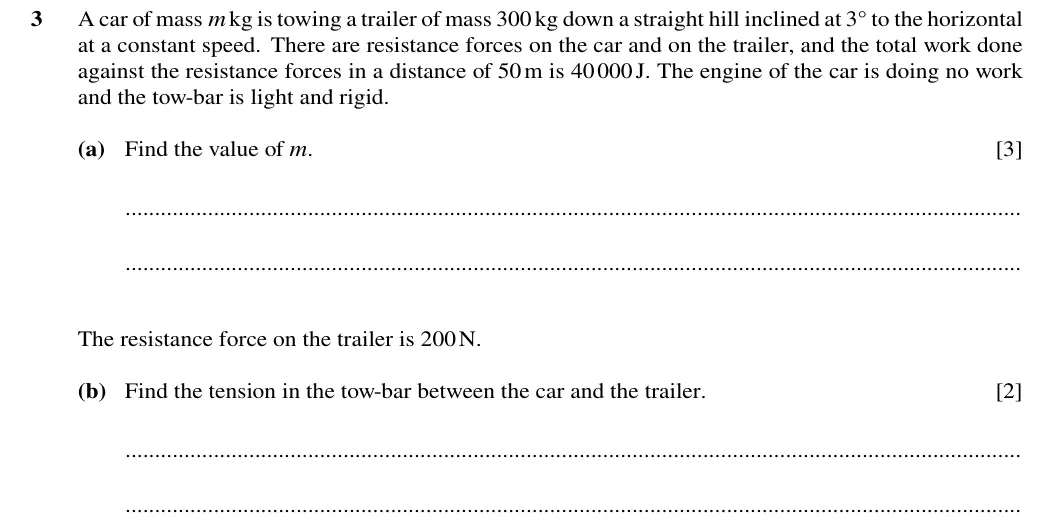 3 A car of mass m kg is towing a trailer of mass 300 kg down a straight hill inclined at 3° to the horizontal
at a constant speed. There are resistance forces on the car and on the trailer, and the total work done
against the resistance forces in a distance of 50 m is 40 000 J. The engine of the car is doing no work
and the tow-bar is light and rigid.
(a) Find the value of m. [3]
The resistance force on the trailer is 200 N.
(b) Find the tension in the tow-bar between the car and the trailer. [2]